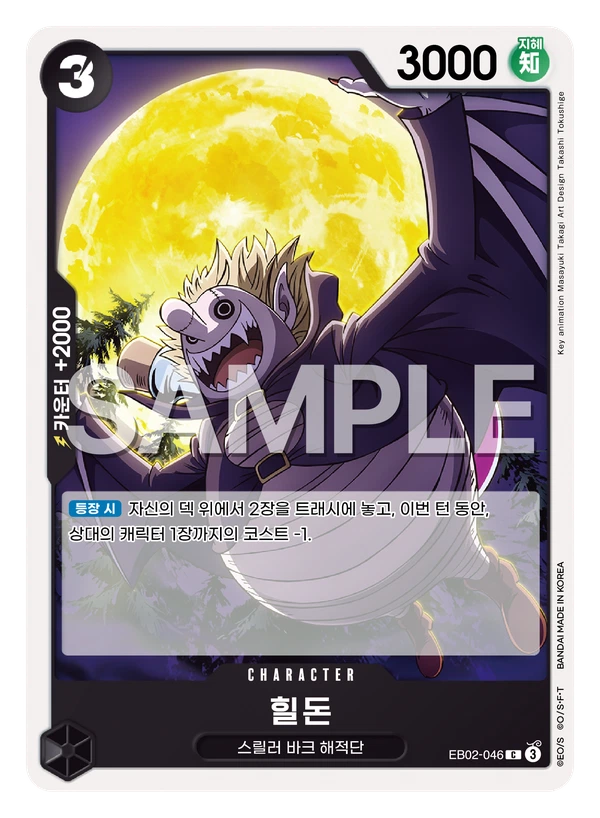 3
3000
지혜
知
Key animation Masayuki Takagi Art Design Takashi Tokushige
카운터 +2000
SAMPLE
등장 시 자신의 덱 위에서 2장을 트래시에 놓고, 이번 턴 동안,
상대의 캐릭터 1장까지의 코스트 -1.
BANDAI MADE IN KOREA
©EO/S ©O/S・F・T
CHARACTER
힐돈
스릴러 바크 해적단
EB02-046 C 3